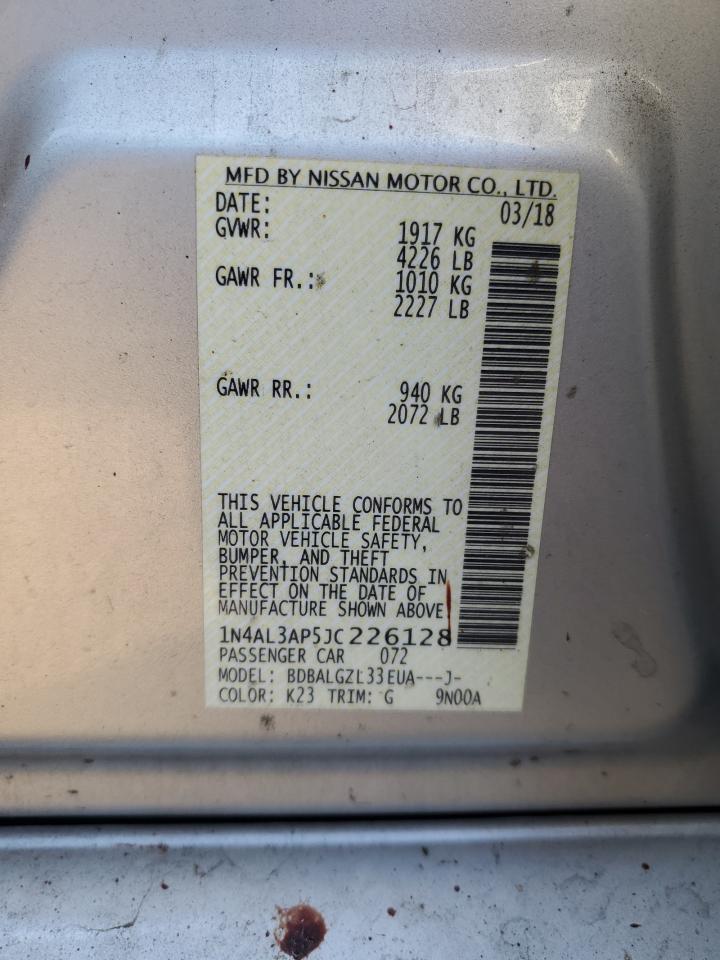 MFD BY NISSAN MOTOR CO., LTD.
DATE: 03/18
GVWR: 1917 KG
4226 LB
GAWR FR.: 1010 KG
2227 LB
GAWR RR.: 940 KG
2072 LB
THIS VEHICLE CONFORMS TO
ALL APPLICABLE FEDERAL
MOTOR VEHICLE SAFETY,
BUMPER, AND THEFT
PREVENTION STANDARDS IN
EFFECT ON THE DATE OF
MANUFACTURE SHOWN ABOVE
1N4AL3AP5JC226128
PASSENGER CAR 072
MODEL: BDBALGZL33EUA---J-
COLOR: K23 TRIM: G 9N00A